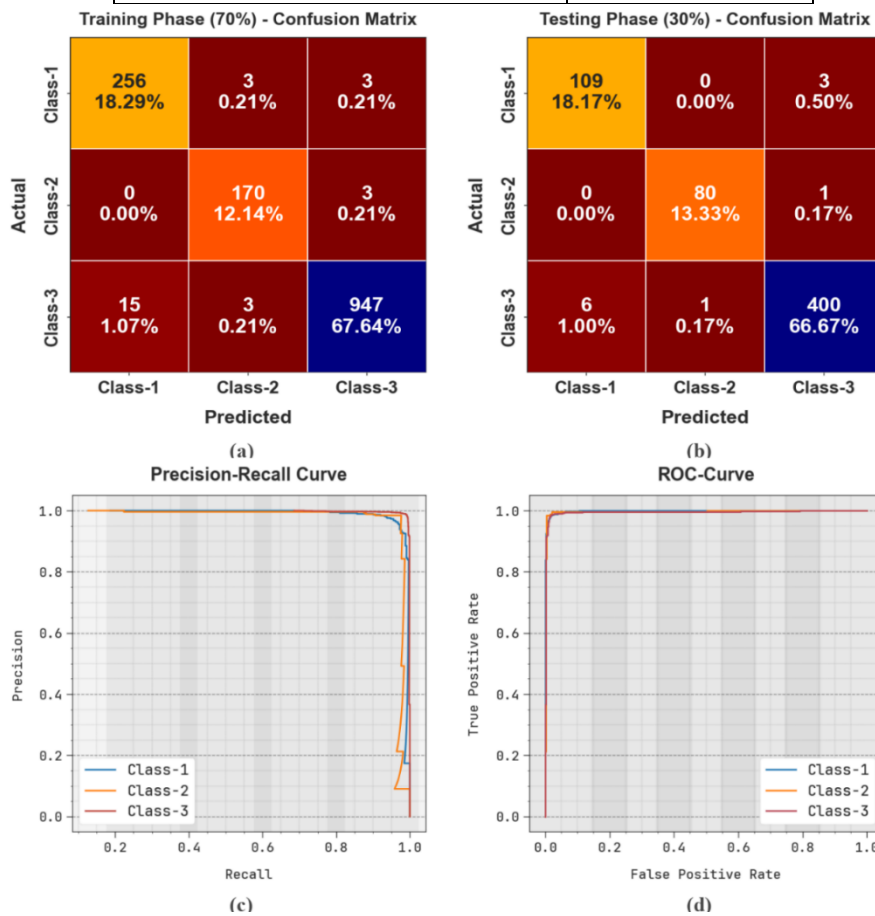 Training Phase (70%) - Confusion Matrix
Class-1
256
18.29%
3
0.21%
3
0.21%
Actual
Class-2
0
0.00%
170
12.14%
3
0.21%
Class-3
15
1.07%
3
0.21%
947
67.64%
Class-1 Class-2 Class-3
Predicted
(a)
Testing Phase (30%) - Confusion Matrix
Class-1
109
18.17%
0
0.00%
3
0.50%
Actual
Class-2
0
0.00%
80
13.33%
1
0.17%
Class-3
6
1.00%
1
0.17%
400
66.67%
Class-1 Class-2 Class-3
Predicted
(b)
Precision-Recall Curve
Precision
1.0
0.8
0.6
0.4
0.2
0.0
Class-1
Class-2
Class-3
0.2 0.4 0.6 0.8 1.0
Recall
(c)
ROC-Curve
True Positive Rate
1.0
0.8
0.6
0.4
0.2
0.0
Class-1
Class-2
Class-3
0.0 0.2 0.4 0.6 0.8 1.0
False Positive Rate
(d)